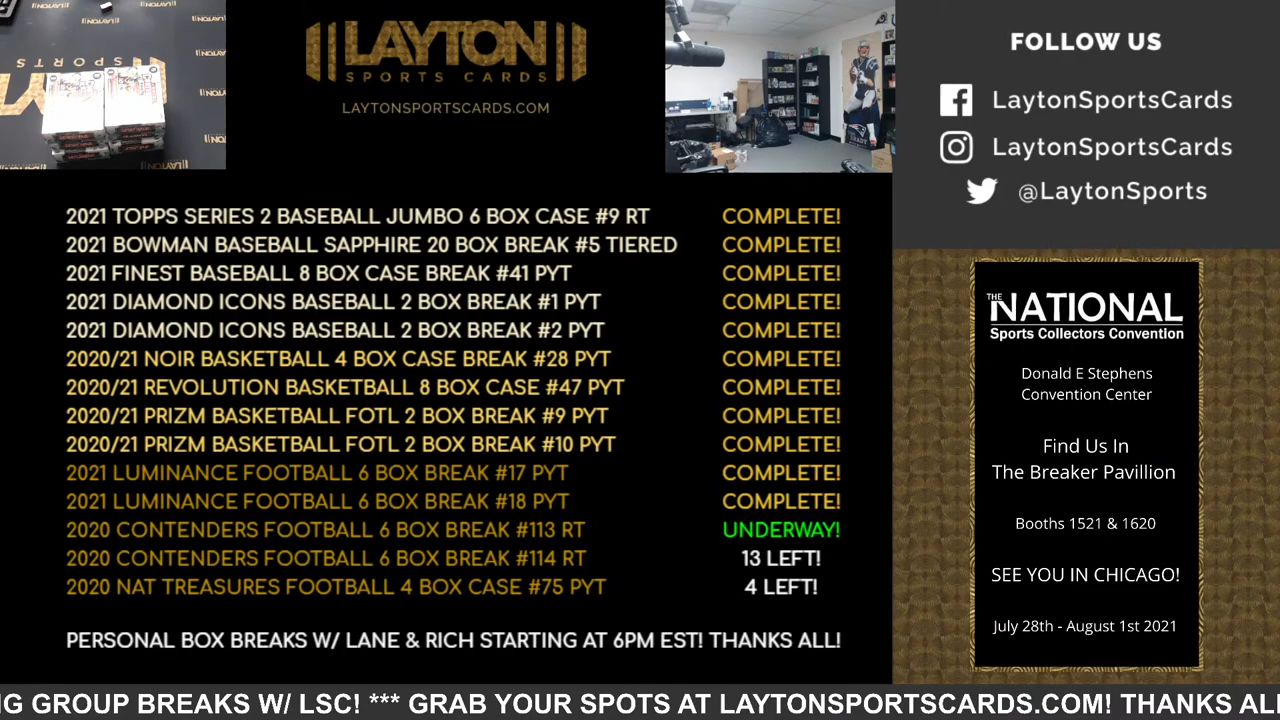 LAYTON
SPORTS CARDS
LAYTONSPORTSCARDS.COM
2021 TOPPS SERIES 2 BASEBALL JUMBO 6 BOX CASE #9 RT COMPLETE!
2021 BOWMAN BASEBALL SAPPHIRE 20 BOX BREAK #5 TIERED COMPLETE!
2021 FINEST BASEBALL 8 BOX CASE BREAK #41 PYT COMPLETE!
2021 DIAMOND ICONS BASEBALL 2 BOX BREAK #1 PYT COMPLETE!
2021 DIAMOND ICONS BASEBALL 2 BOX BREAK #2 PYT COMPLETE!
2020/21 NOIR BASKETBALL 4 BOX CASE BREAK #28 PYT COMPLETE!
2020/21 REVOLUTION BASKETBALL 8 BOX CASE #47 PYT COMPLETE!
2020/21 PRIZM BASKETBALL FOTL 2 BOX BREAK #9 PYT COMPLETE!
2020/21 PRIZM BASKETBALL FOTL 2 BOX BREAK #10 PYT COMPLETE!
2021 LUMINANCE FOOTBALL 6 BOX BREAK #17 PYT COMPLETE!
2021 LUMINANCE FOOTBALL 6 BOX BREAK #18 PYT COMPLETE!
2020 CONTENDERS FOOTBALL 6 BOX BREAK #113 RT UNDERWAY!
2020 CONTENDERS FOOTBALL 6 BOX BREAK #114 RT 13 LEFT!
2020 NAT TREASURES FOOTBALL 4 BOX CASE #75 PYT 4 LEFT!
PERSONAL BOX BREAKS W/ LANE & RICH STARTING AT 6PM EST! THANKS ALL!
FOLLOW US
LaytonSportsCards
LaytonSportsCards
@LaytonSports
THE NATIONAL
Sports Collectors Convention
Donald E Stephens
Convention Center
Find Us In
The Breaker Pavillion
Booths 1521 & 1620
SEE YOU IN CHICAGO!
July 28th - August 1st 2021
NG GROUP BREAKS W/ LSC! *** GRAB YOUR SPOTS AT LAYTONSPORTSCARDS.COM! THANKS ALL